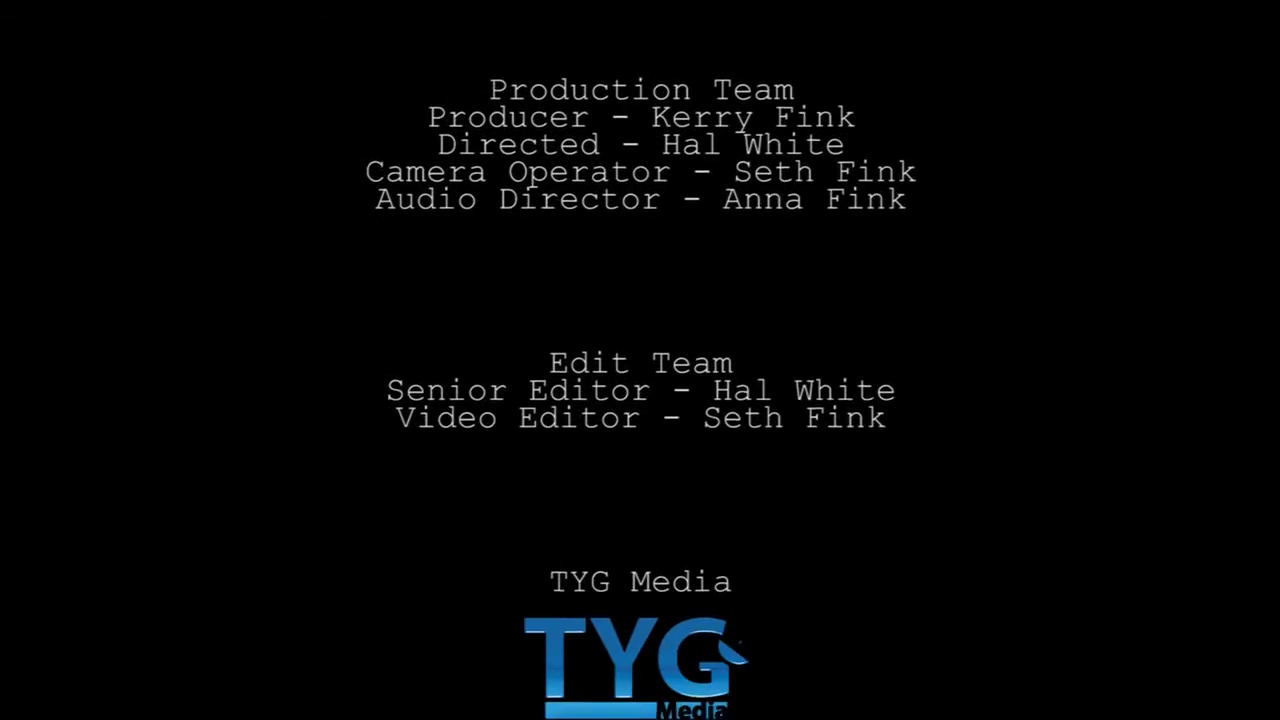 Production Team
Producer - Kerry Fink
Directed - Hal White
Camera Operator - Seth Fink
Audio Director - Anna Fink
Edit Team
Senior Editor - Hal White
Video Editor - Seth Fink
TYG Media
TYG
Media